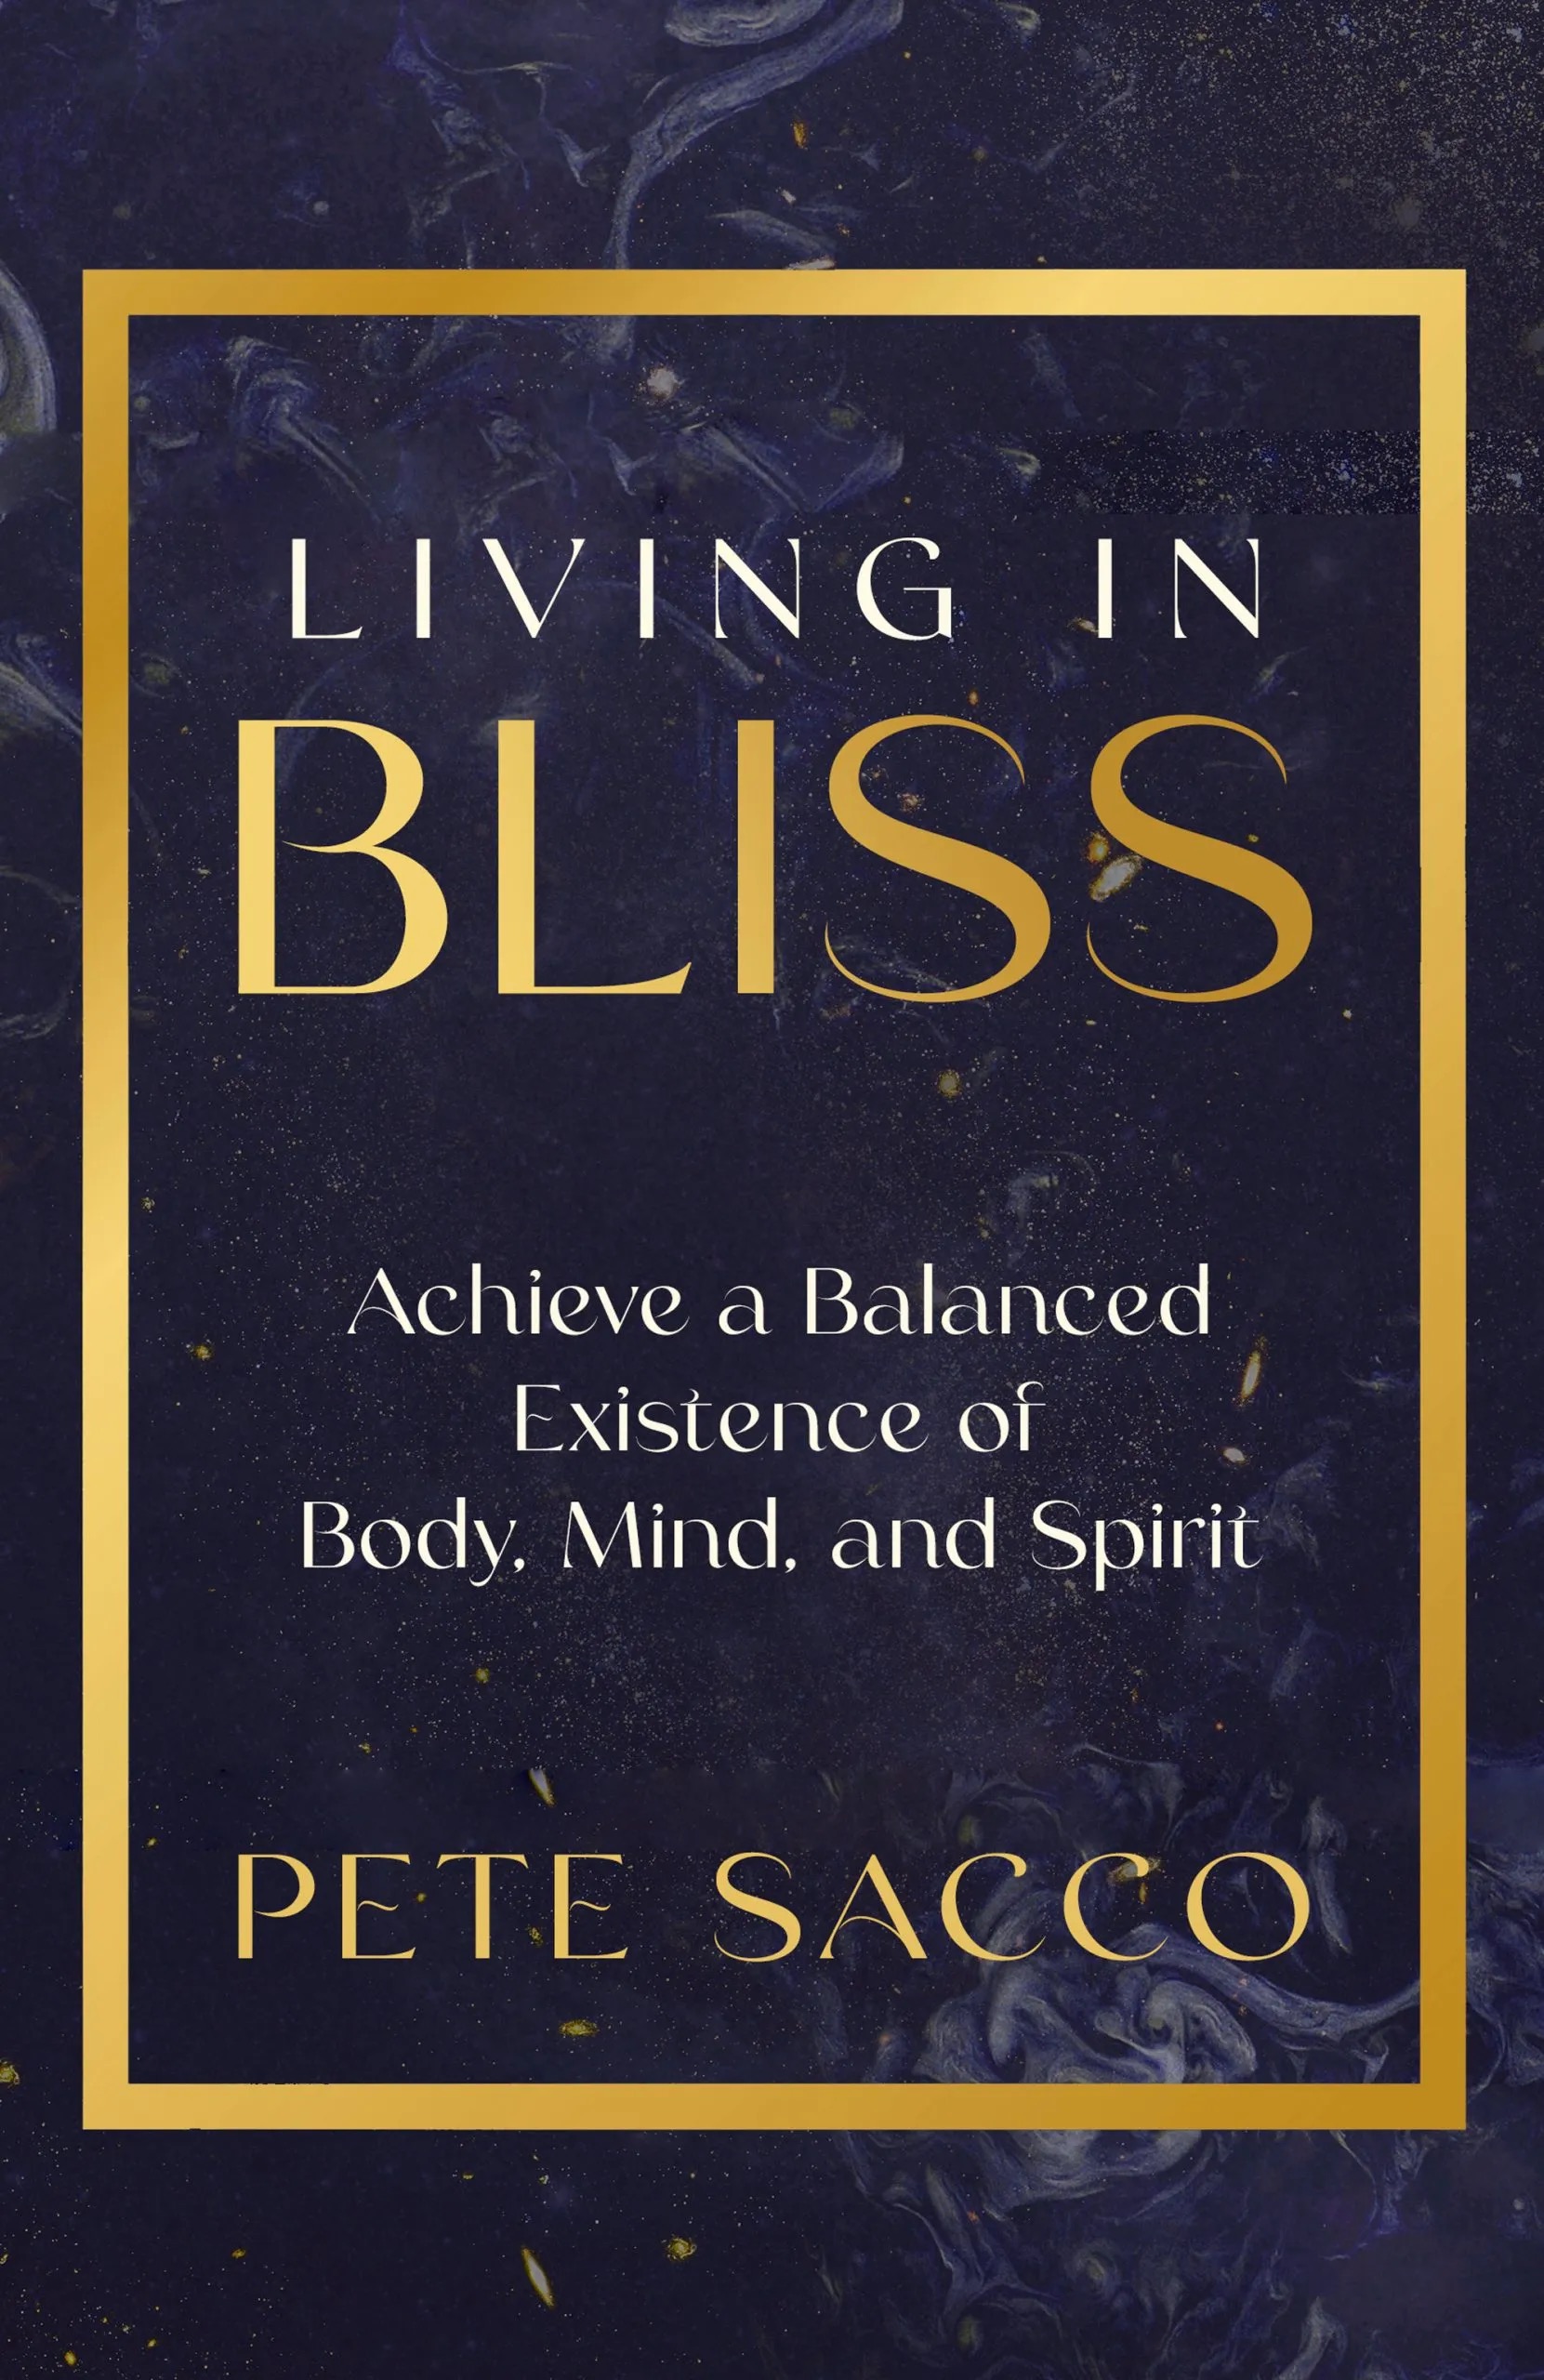 LIVING IN
BLISS
Achieve a Balanced
Existence of
Body, Mind, and Spirit
PETE SACCO